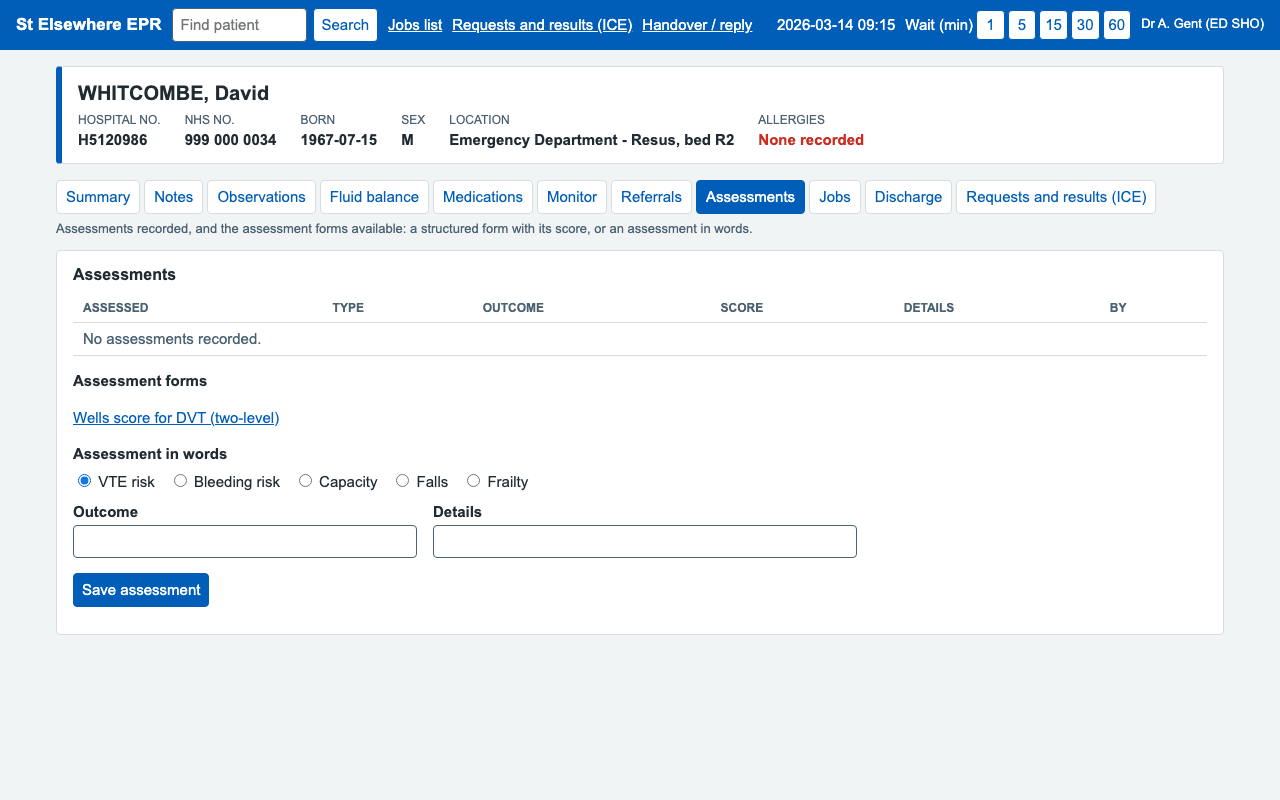 St Elsewhere EPR Find patient Search Jobs list Requests and results (ICE) Handover / reply 2026-03-14 09:15 Wait (min) 1 5 15 30 60 Dr A. Gent (ED SHO)
WHITCOMBE, David
HOSPITAL NO. NHS NO. BORN SEX LOCATION ALLERGIES
H5120986 999 000 0034 1967-07-15 M Emergency Department - Resus, bed R2 None recorded
Summary Notes Observations Fluid balance Medications Monitor Referrals Assessments Jobs Discharge Requests and results (ICE)
Assessments recorded, and the assessment forms available: a structured form with its score, or an assessment in words.
Assessments
ASSESSED TYPE OUTCOME SCORE DETAILS BY
No assessments recorded.
Assessment forms
Wells score for DVT (two-level)
Assessment in words
VTE risk Bleeding risk Capacity Falls Frailty
Outcome Details
Save assessment